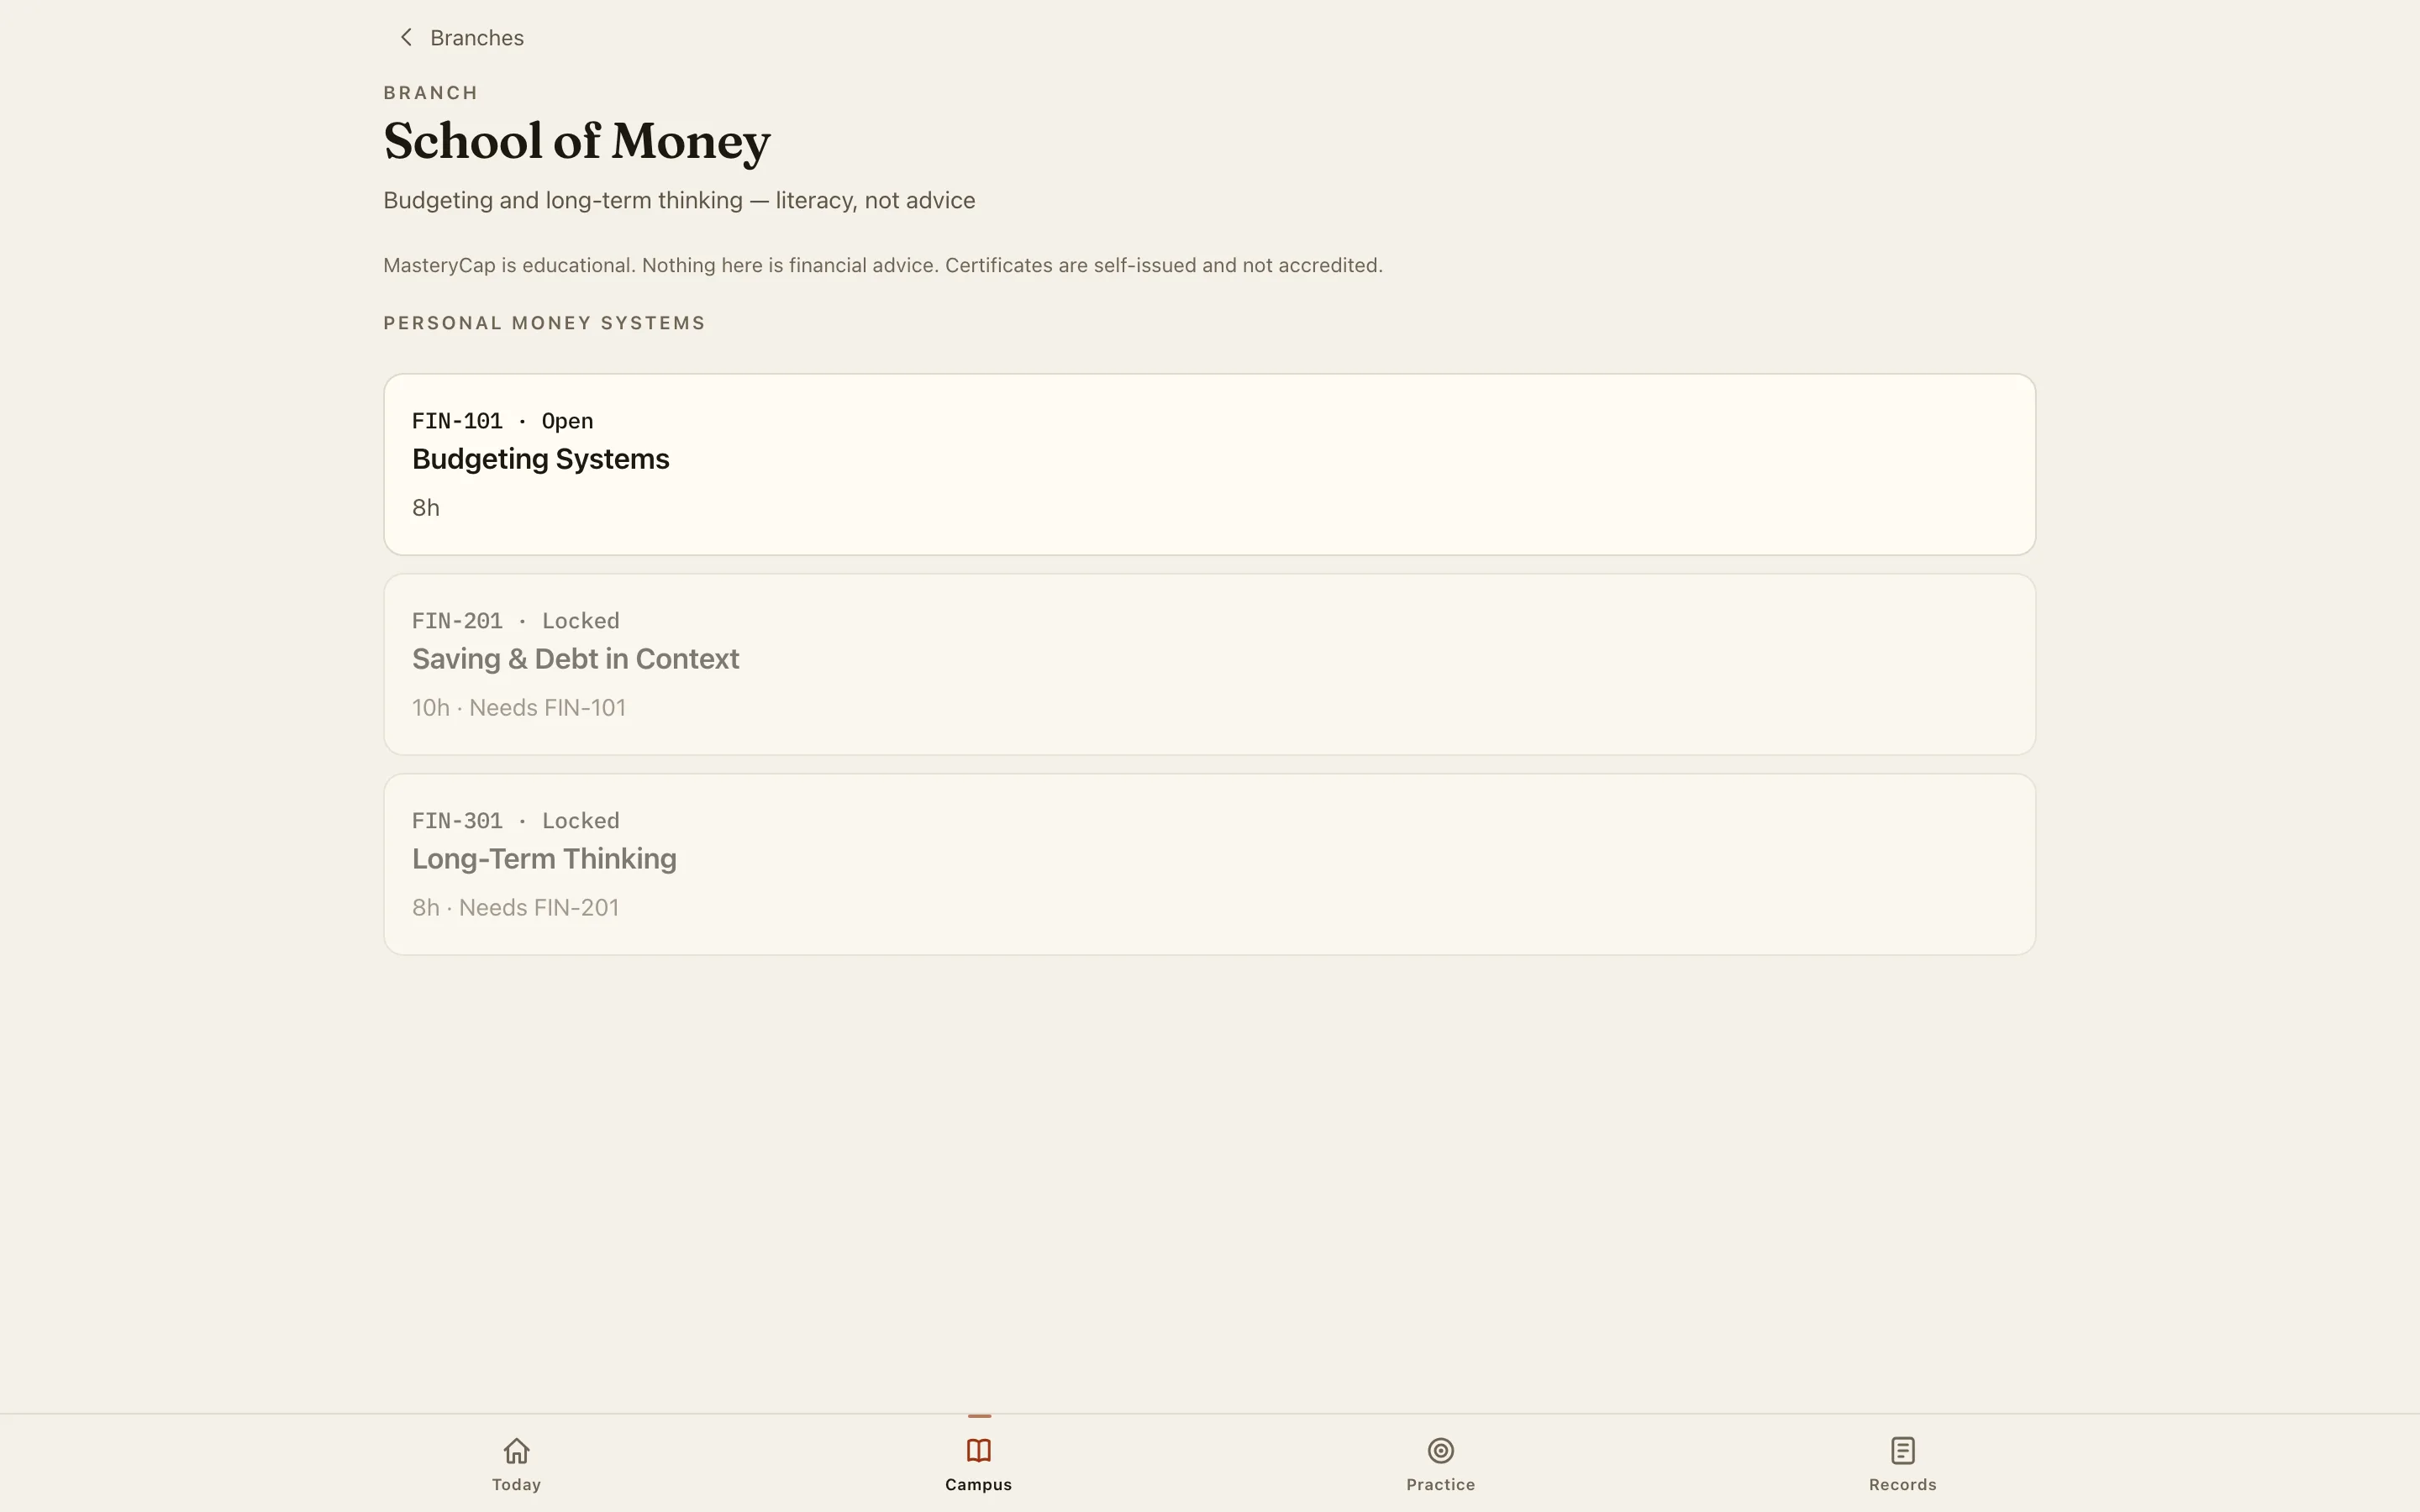 Branches
BRANCH
School of Money
Budgeting and long-term thinking — literacy, not advice
MasteryCap is educational. Nothing here is financial advice. Certificates are self-issued and not accredited.
PERSONAL MONEY SYSTEMS
FIN-101 · Open
Budgeting Systems
8h
FIN-201 · Locked
Saving & Debt in Context
10h · Needs FIN-101
FIN-301 · Locked
Long-Term Thinking
8h · Needs FIN-201
Today
Campus
Practice
Records